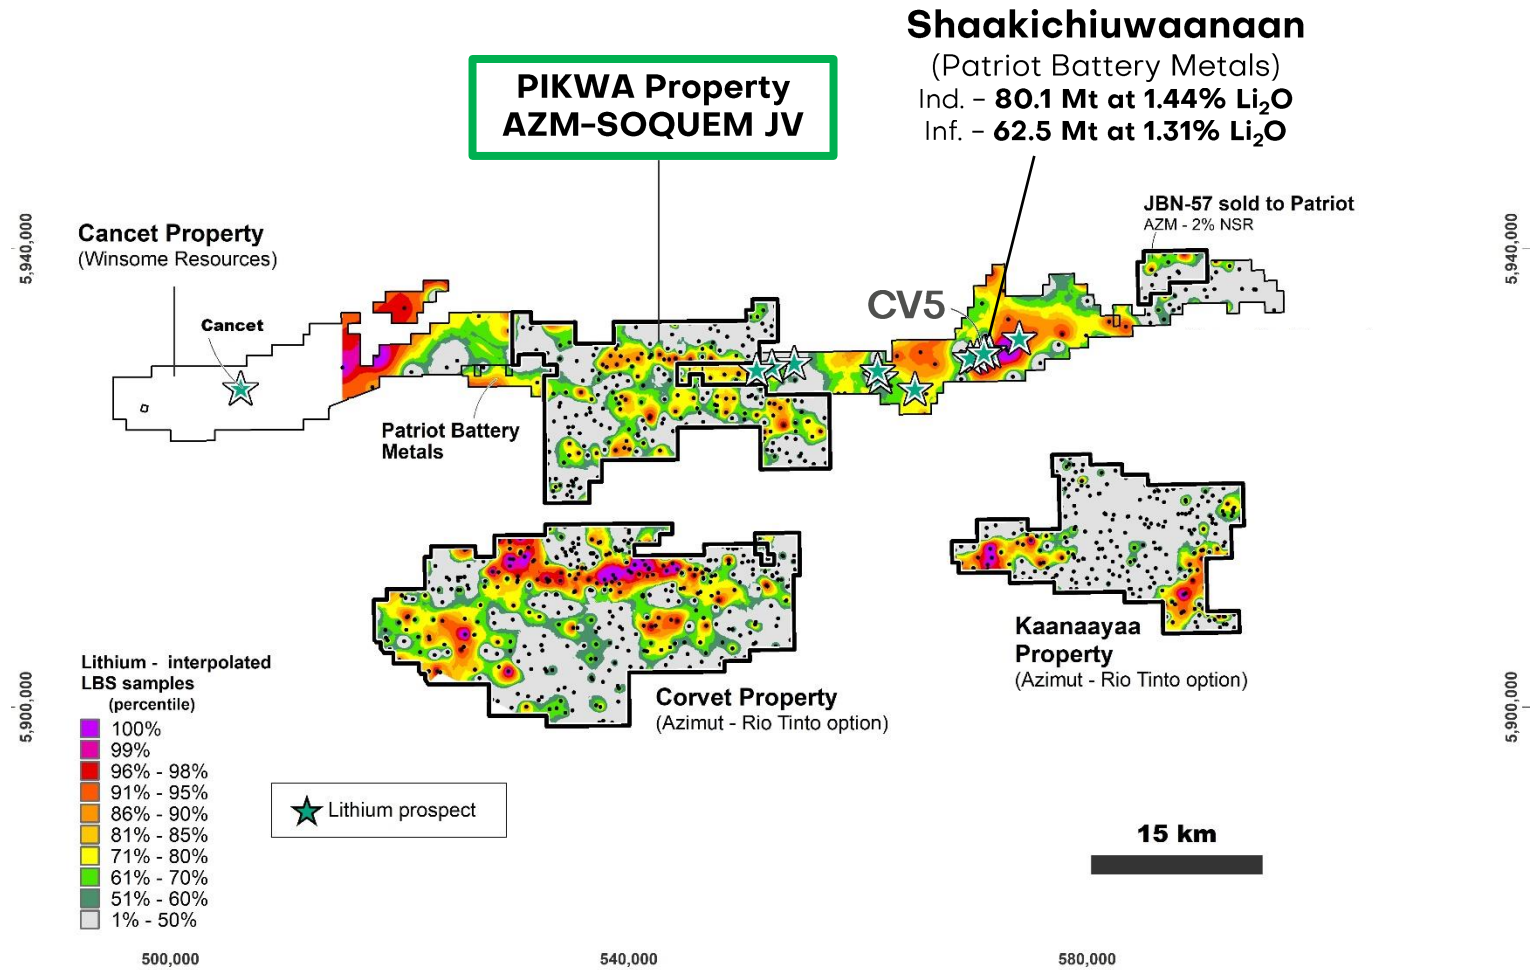 Shaakichiuwaanaan
(Patriot Battery Metals)
Ind. – 80.1 Mt at 1.44% Li₂O
Inf. – 62.5 Mt at 1.31% Li₂O
PIKWA Property
AZM-SOQUEM JV
JBN-57 sold to Patriot
AZM - 2% NSR
5,940,000
5,940,000
Cancet Property
(Winsome Resources)
Cancet
CV5
Patriot Battery
Metals
Kaanaayaa
Property
(Azimut - Rio Tinto option)
Corvet Property
(Azimut - Rio Tinto option)
5,900,000
5,900,000
Lithium - interpolated
LBS samples
(percentile)
100%
99%
96% - 98%
91% - 95%
86% - 90%
81% - 85%
71% - 80%
61% - 70%
51% - 60%
1% - 50%
Lithium prospect
15 km
500,000
540,000
580,000